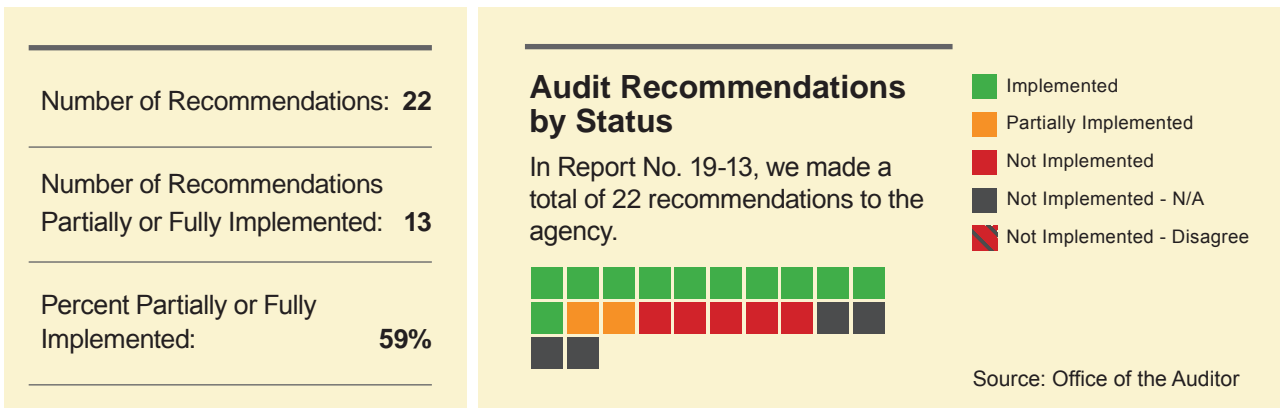 Number of Recommendations: 22
Number of Recommendations
Partially or Fully Implemented: 13
Percent Partially or Fully
Implemented: 59%
Audit Recommendations
by Status
In Report No. 19-13, we made a
total of 22 recommendations to the
agency.
Implemented
Partially Implemented
Not Implemented
Not Implemented - N/A
Not Implemented - Disagree
Source: Office of the Auditor